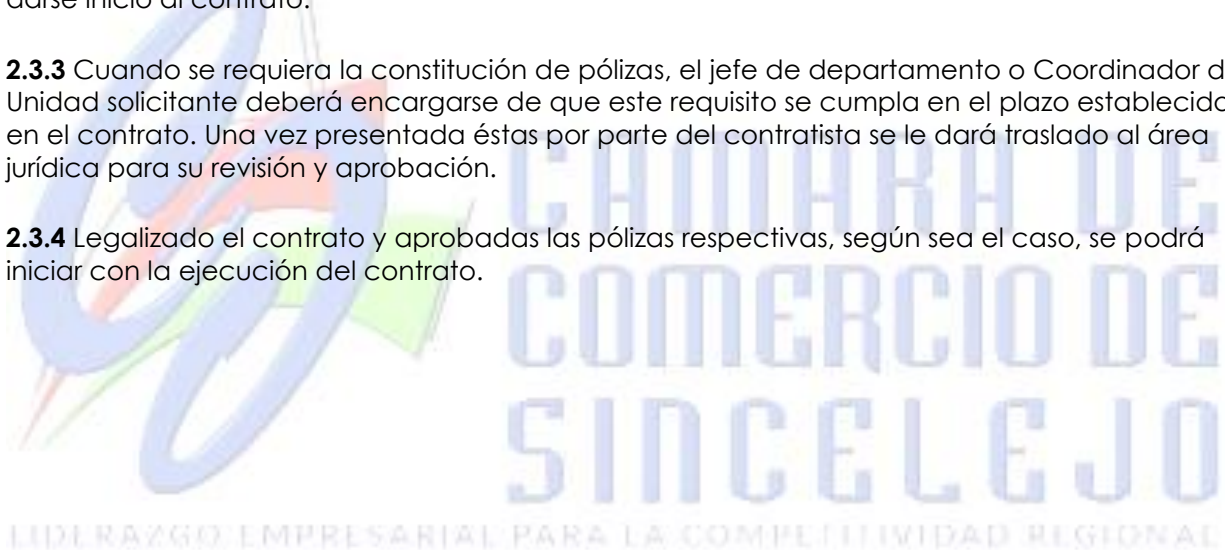 darse inicio al contrato.
2.3.3 Cuando se requiera la constitución de pólizas, el jefe de departamento o Coordinador d
Unidad solicitante deberá encargarse de que este requisito se cumpla en el plazo establecido
en el contrato. Una vez presentada éstas por parte del contratista se le dará traslado al área
jurídica para su revisión y aprobación.
2.3.4 Legalizado el contrato y aprobadas las pólizas respectivas, según sea el caso, se podrá
iniciar con la ejecución del contrato.
CAMARA DE
COMERCIO DE
SINCELEJO
LIDERAZGO EMPRESARIAL PARA LA COMPETITIVIDAD REGIONAL